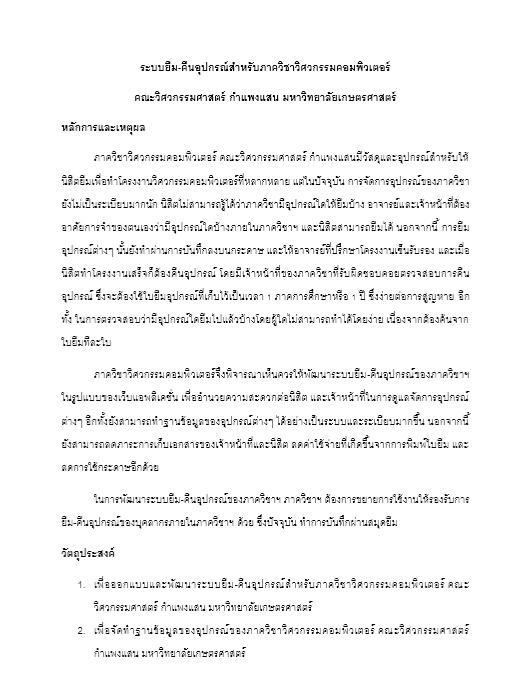 ระบบยืม-คืนอุปกรณ์สำหรับภาควิชาวิศวกรรมคอมพิวเตอร์
คณะวิศวกรรมศาสตร์ กำแพงแสน มหาวิทยาลัยเกษตรศาสตร์
หลักการและเหตุผล
ภาควิชาวิศวกรรมคอมพิวเตอร์ คณะวิศวกรรมศาสตร์ กำแพงแสนมีวัสดุและอุปกรณ์สำหรับให้
นิสิตยืมเพื่อทำโครงงานวิศวกรรมคอมพิวเตอร์ที่หลากหลาย แต่ในปัจจุบัน การจัดการอุปกรณ์ของภาควิชา
ยังไม่เป็นระเบียบมากนัก นิสิตไม่สามารถรู้ได้ว่าภาควิชามีอุปกรณ์ใดให้ยืมบ้าง อาจารย์และเจ้าหน้าที่ต้อง
อาศัยการจำของตนเองว่ามีอุปกรณ์ใดบ้างภายในภาควิชาฯ และนิสิตสามารถยืมได้ นอกจากนี้ การยืม
อุปกรณ์ต่างๆ นั้นยังทำผ่านการบันทึกลงบนกระดาษ และให้อาจารย์ที่ปรึกษาโครงงานเซ็นรับรอง และเมื่อ
นิสิตทำโครงงานเสร็จก็ต้องคืนอุปกรณ์ โดยมีเจ้าหน้าที่ของภาควิชาที่รับผิดชอบคอยตรวจสอบการคืน
อุปกรณ์ ซึ่งจะต้องใช้ใบยืมอุปกรณ์ที่เก็บไว้เป็นเวลา 1 ภาคการศึกษาหรือ 1 ปี ซึ่งง่ายต่อการสูญหาย อีก
ทั้ง ในการตรวจสอบว่ามีอุปกรณ์ใดยืมไปแล้วบ้างโดยผู้ใดไม่สามารถทำได้โดยง่าย เนื่องจากต้องค้นจาก
ใบยืมทีละใบ
ภาควิชาวิศวกรรมคอมพิวเตอร์จึงพิจารณาเห็นควรให้พัฒนาระบบยืม-คืนอุปกรณ์ของภาควิชาฯ
ในรูปแบบของเว็บแอพลิเคชั่น เพื่ออำนวยความสะดวกต่อนิสิต และเจ้าหน้าที่ในการดูแลจัดการอุปกรณ์
ต่างๆ อีกทั้งยังสามารถทำฐานข้อมูลของอุปกรณ์ต่างๆ ได้อย่างเป็นระบบและระเบียบมากขึ้น นอกจากนี้
ยังสามารถลดภาระการเก็บเอกสารของเจ้าหน้าที่และนิสิต ลดค่าใช้จ่ายที่เกิดขึ้นจากการพิมพ์ใบยืม และ
ลดการใช้กระดาษอีกด้วย
ในการพัฒนาระบบยืม-คืนอุปกรณ์ของภาควิชาฯ ภาควิชาฯ ต้องการขยายการใช้งานให้รองรับการ
ยืม-คืนอุปกรณ์ของบุคลากรภายในภาควิชาฯ ด้วย ซึ่งปัจจุบัน ทำการบันทึกผ่านสมุดยืม
วัตถุประสงค์
1. เพื่อออกแบบและพัฒนาระบบยืม-คืนอุปกรณ์สำหรับภาควิชาวิศวกรรมคอมพิวเตอร์ คณะ
วิศวกรรมศาสตร์ กำแพงแสน มหาวิทยาลัยเกษตรศาสตร์
2. เพื่อจัดทำฐานข้อมูลของอุปกรณ์ของภาควิชาวิศวกรรมคอมพิวเตอร์ คณะวิศวกรรมศาสตร์
กำแพงแสน มหาวิทยาลัยเกษตรศาสตร์